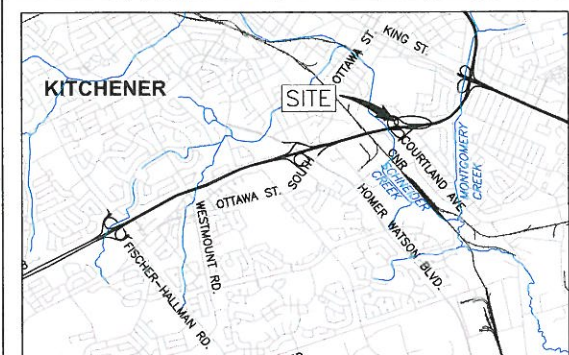 KITCHENER
SITE
OTTAWA ST.
KING ST.
COURTLAND AVE
CNR
SCHNEIDER
CREEK
MONTGOMERY
CREEK
OTTAWA ST. SOUTH
WESTMOUNT RD.
HOMER WATSON BLVD.
FISCHER-HALLMAN RD.